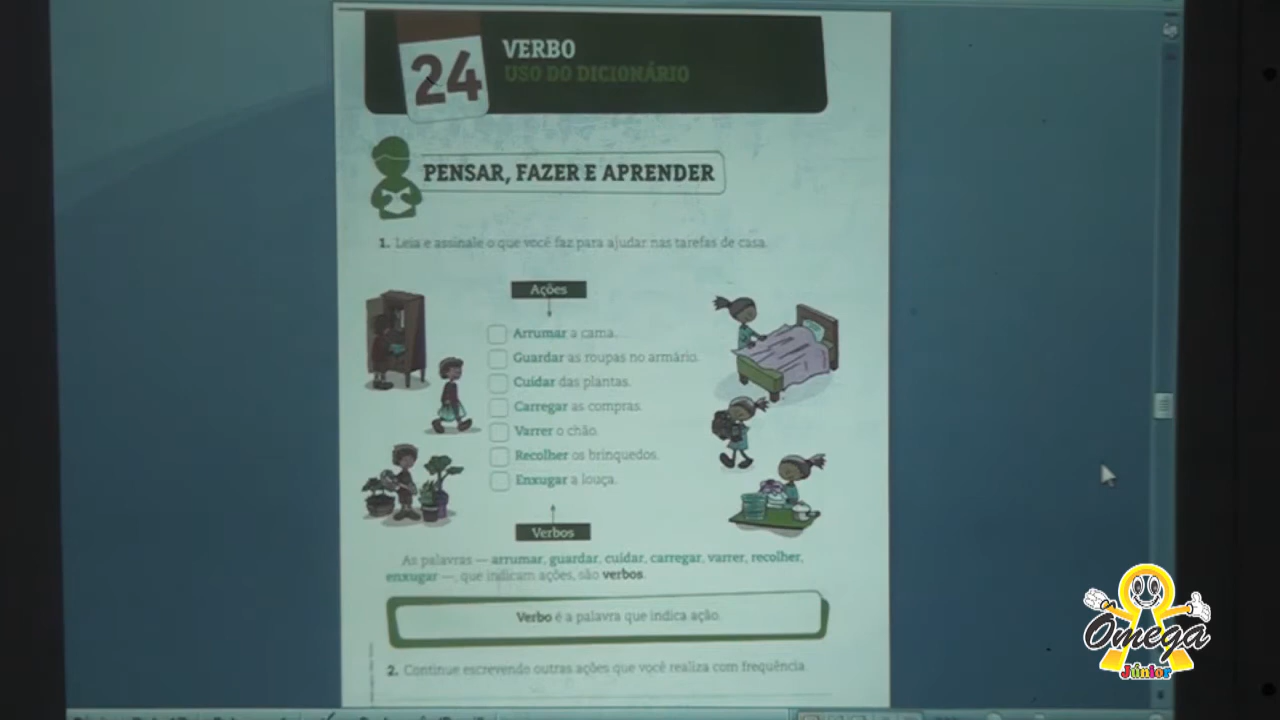 24
VERBO
USO DO DICIONÁRIO
PENSAR, FAZER E APRENDER
1. Leia e assinale o que você faz para ajudar nas tarefas de casa.
Ações
Arrumar a cama.
Guardar as roupas no armário.
Cuidar das plantas.
Carregar as compras.
Varrer o chão.
Recolher os brinquedos.
Enxugar a louça.
Verbos
As palavras — arrumar, guardar, cuidar, carregar, varrer, recolher,
enxugar —, que indicam ações, são verbos.
Verbo é a palavra que indica ação.
2. Continue escrevendo outras ações que você realiza com frequência.
Omega
Júnior